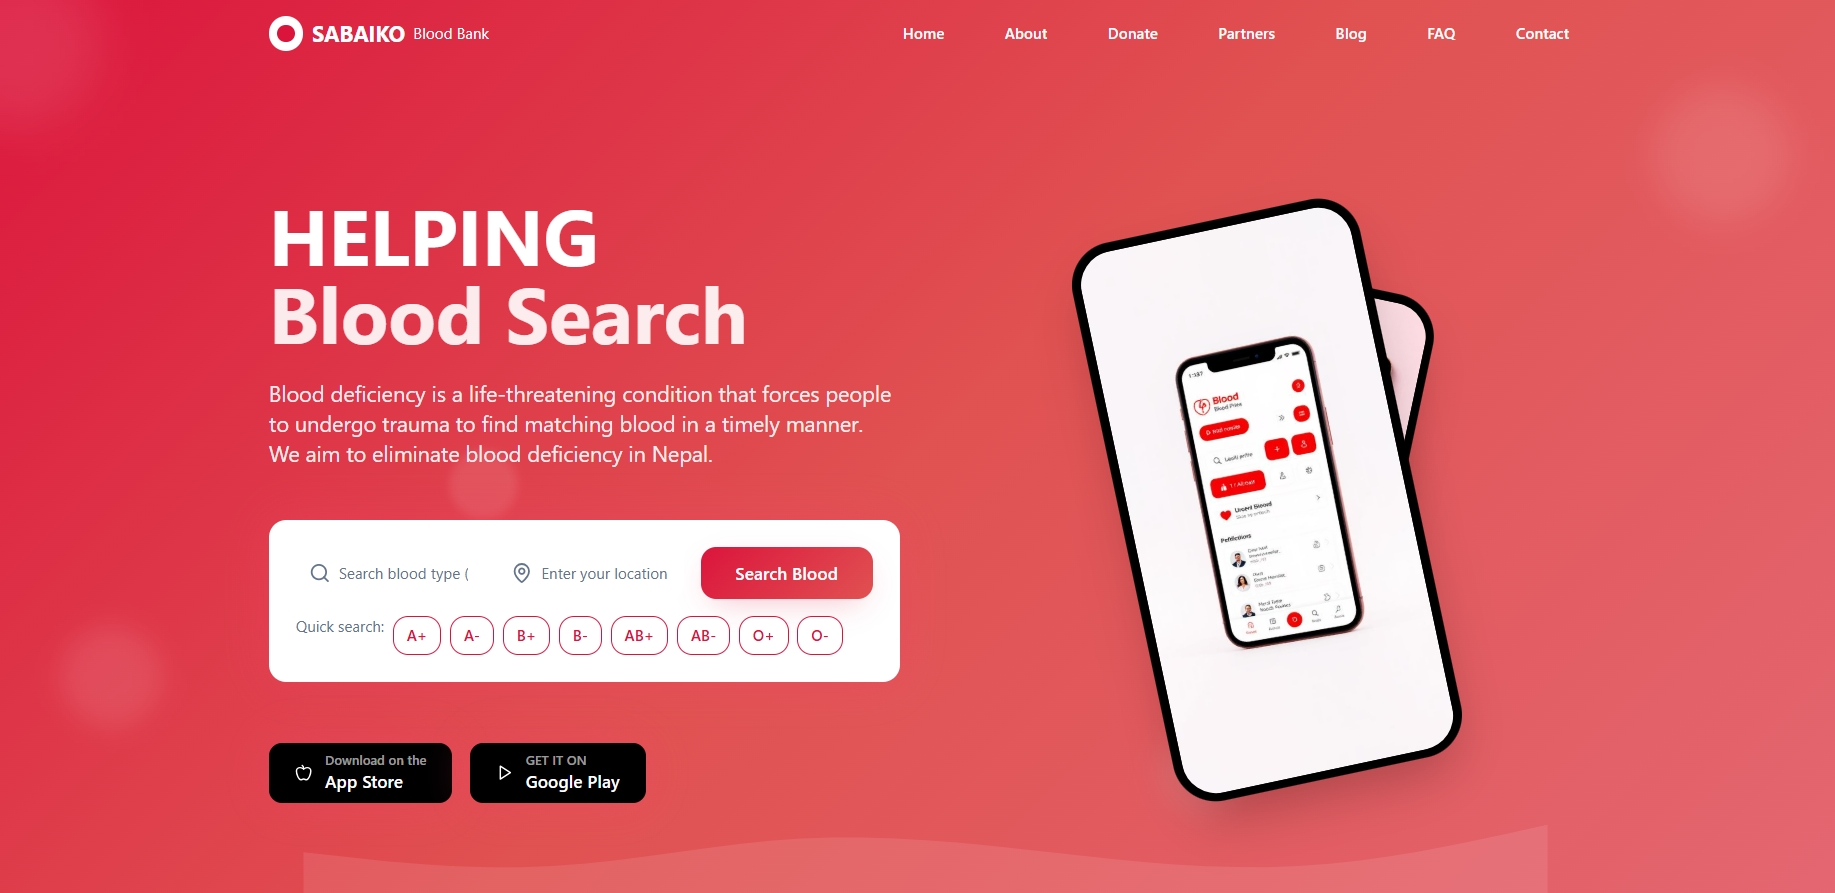 SABAIKO Blood Bank
Home About Donate Partners Blog FAQ Contact
HELPING
Blood Search
Blood deficiency is a life-threatening condition that forces people
to undergo trauma to find matching blood in a timely manner.
We aim to eliminate blood deficiency in Nepal.
Search blood type (
Enter your location
Search Blood
Quick search: A+ A- B+ B- AB+ AB- O+ O-
Download on the
App Store
GET IT ON
Google Play
Blood